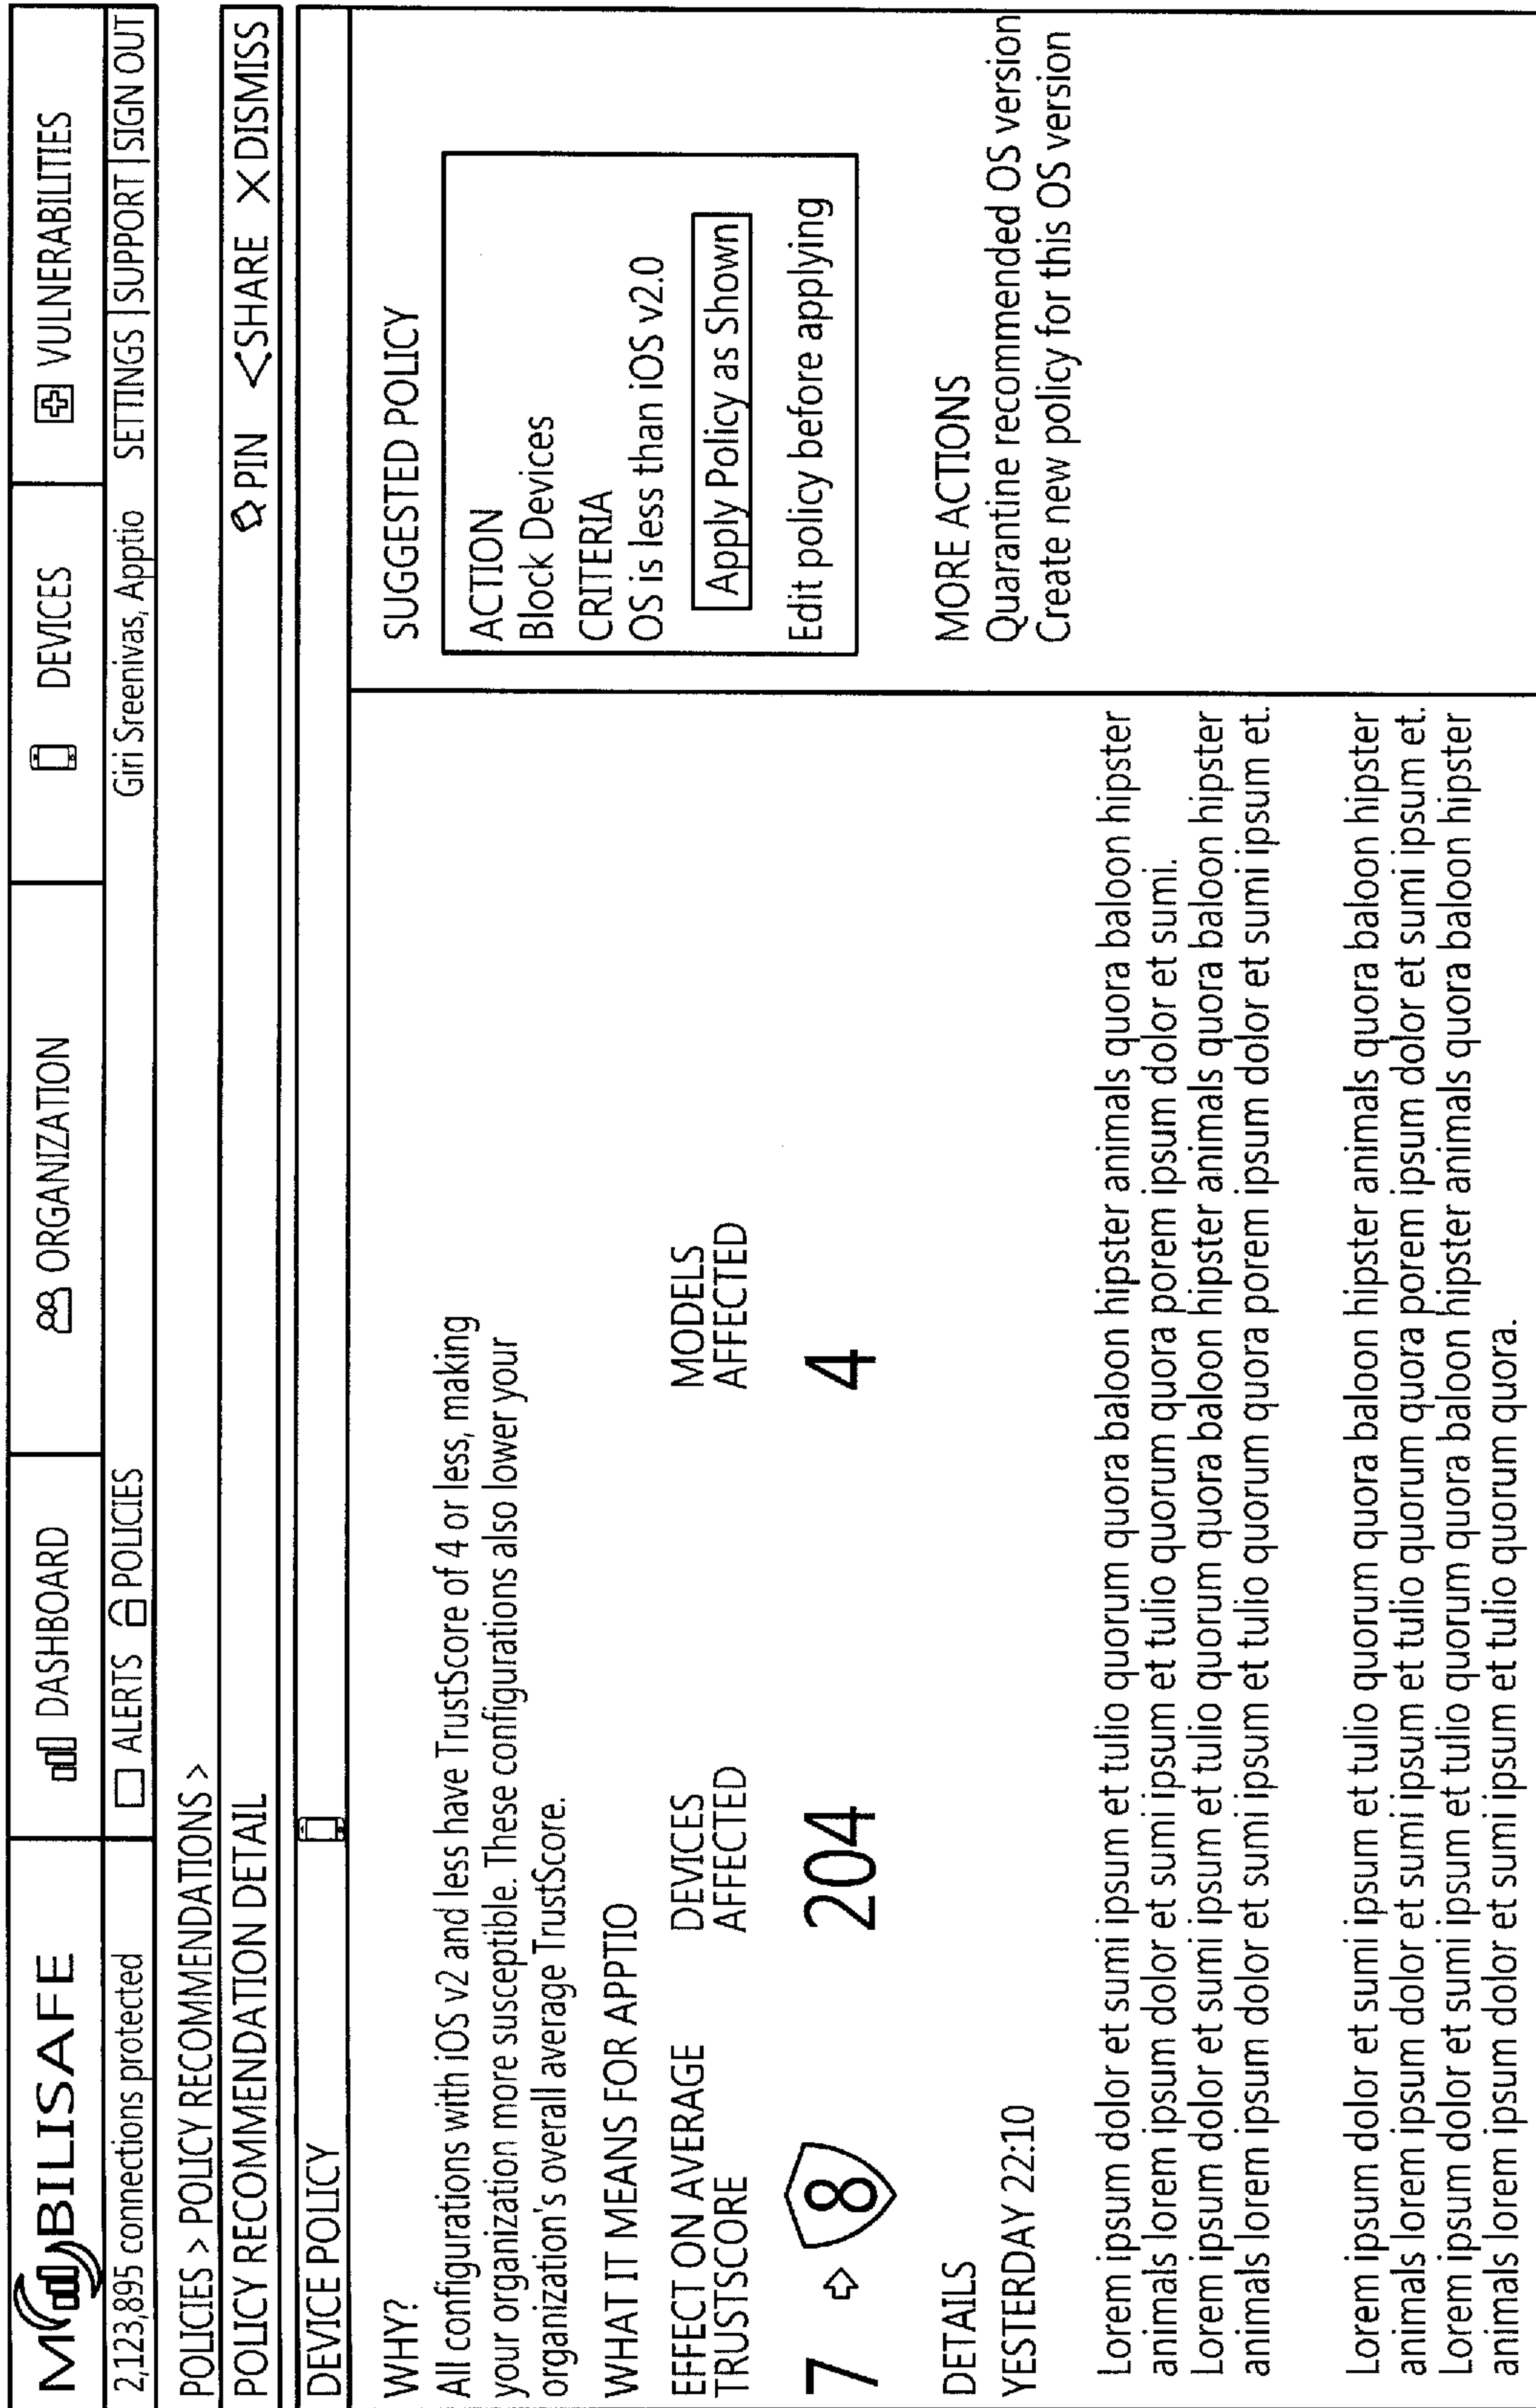 MOBILISAFE
DASHBOARD
ORGANIZATION
DEVICES
VULNERABILITIES
2,123,895 connections protected
ALERTS POLICIES
Giri Sreenivas, Apptio SETTINGS | SUPPORT | SIGN OUT
POLICIES > POLICY RECOMMENDATIONS >
POLICY RECOMMENDATION DETAIL
PIN <SHARE X DISMISS
DEVICE POLICY
WHY?
All configurations with iOS v2 and less have TrustScore of 4 or less, making
your organization more susceptible. These configurations also lower your
organization's overall average TrustScore.
WHAT IT MEANS FOR APPTIO
EFFECT ON AVERAGE
TRUSTSCORE
7 ⇨ 8
DEVICES
AFFECTED
204
MODELS
AFFECTED
4
DETAILS
YESTERDAY 22:10
Lorem ipsum dolor et sumi ipsum et tulio quorum quora baloon hipster animals quora baloon hipster
animals lorem ipsum dolor et sumi ipsum et tulio quorum quora porem ipsum dolor et sumi.
Lorem ipsum dolor et sumi ipsum et tulio quorum quora baloon hipster animals quora baloon hipster
animals lorem ipsum dolor et sumi ipsum et tulio quorum quora porem ipsum dolor et sumi ipsum et.
Lorem ipsum dolor et sumi ipsum et tulio quorum quora baloon hipster animals quora baloon hipster
animals lorem ipsum dolor et sumi ipsum et tulio quorum quora porem ipsum dolor et sumi ipsum et.
Lorem ipsum dolor et sumi ipsum et tulio quorum quora baloon hipster animals quora baloon hipster
animals lorem ipsum dolor et sumi ipsum et tulio quorum quora.
SUGGESTED POLICY
ACTION
Block Devices
CRITERIA
OS is less than iOS v2.0
Apply Policy as Shown
Edit policy before applying
MORE ACTIONS
Quarantine recommended OS version
Create new policy for this OS version